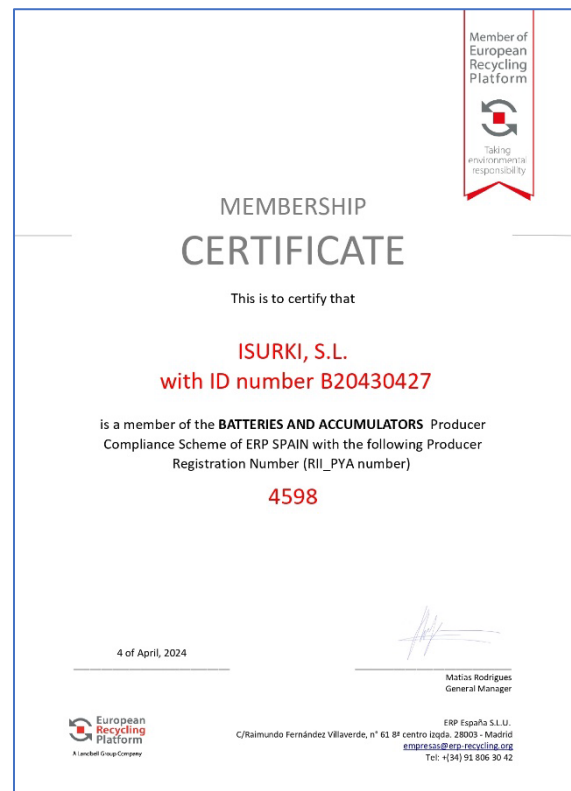 Member of
European
Recycling
Platform
Taking
environmental
responsibility
MEMBERSHIP
CERTIFICATE
This is to certify that
ISURKI, S.L.
with ID number B20430427
is a member of the BATTERIES AND ACCUMULATORS Producer
Compliance Scheme of ERP SPAIN with the following Producer
Registration Number (RII_PYA number)
4598
4 of April, 2024
Matias Rodrigues
General Manager
European
Recycling
Platform
A Landbell Group Company
ERP España S.L.U.
C/Raimundo Fernández Villaverde, n° 61 8ª centro izqda. 28003 - Madrid
empresas@erp-recycling.org
Tel: +(34) 91 806 30 42